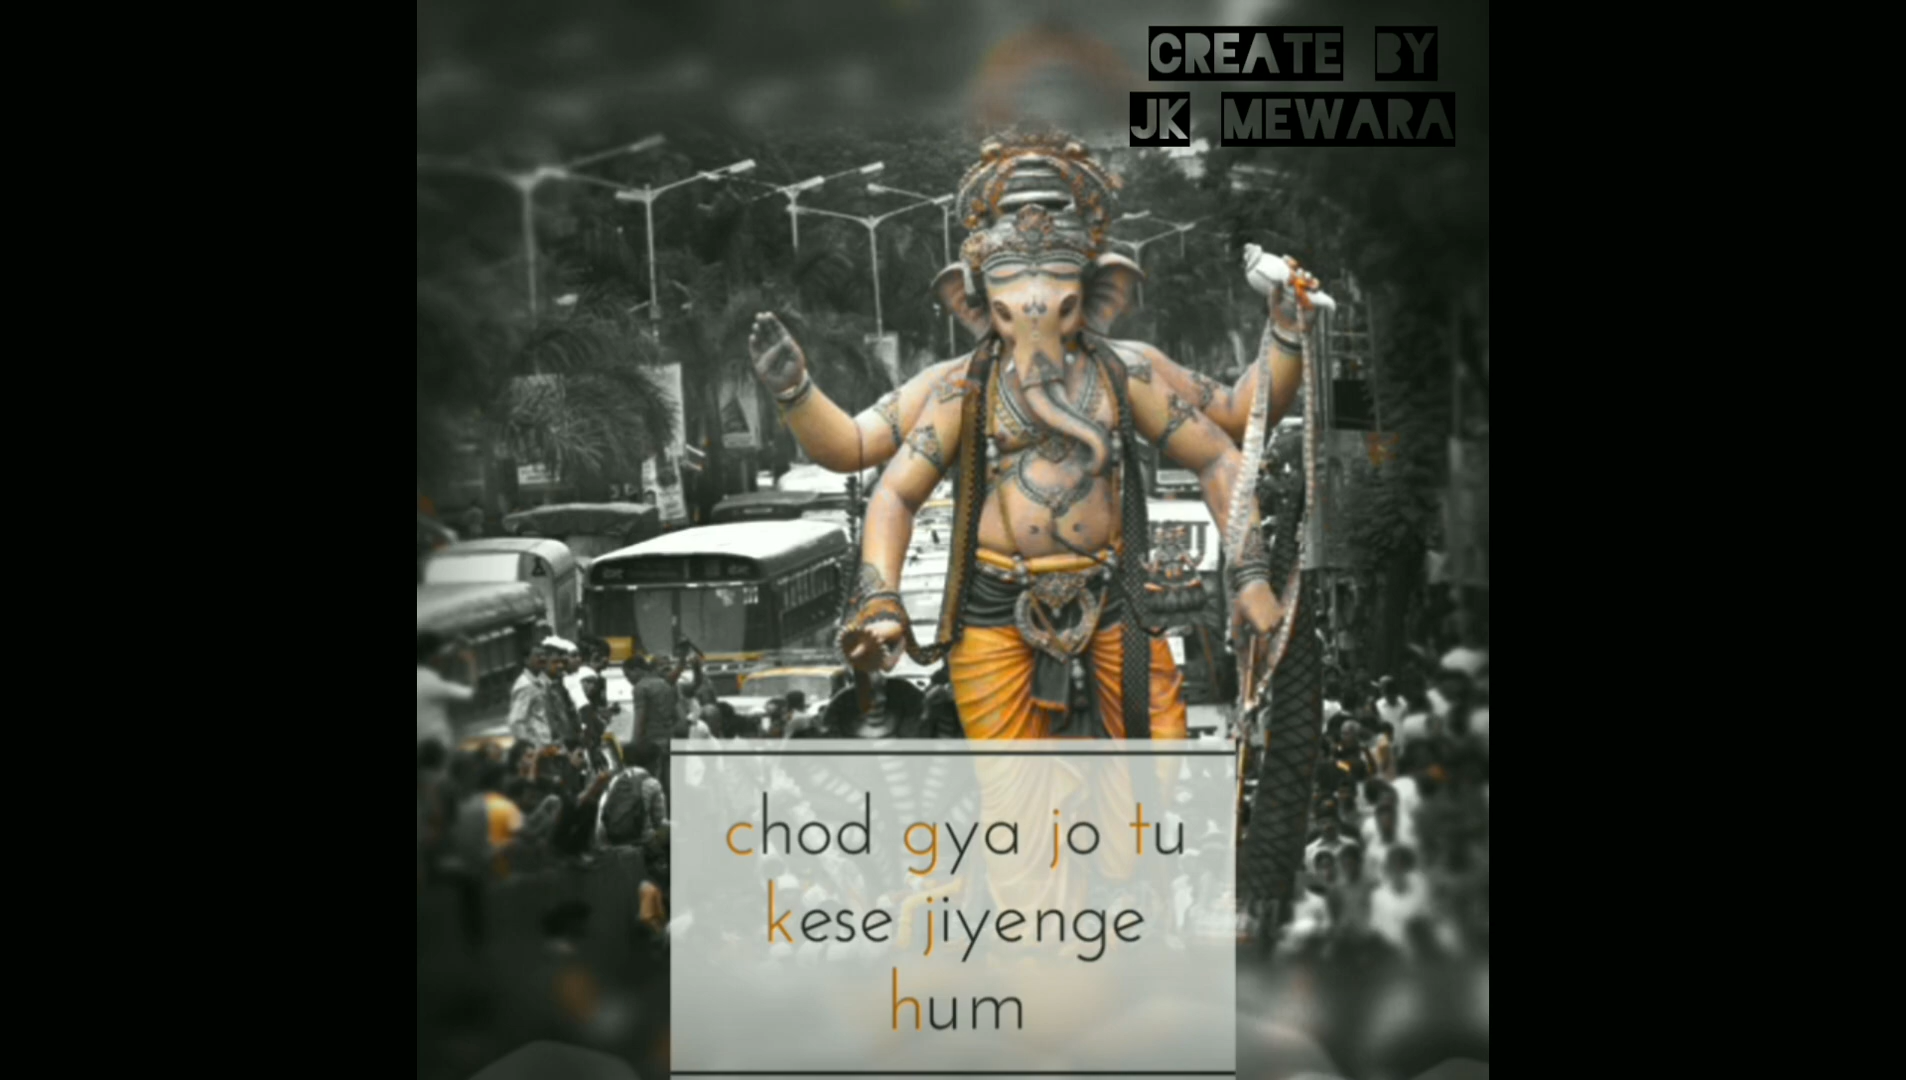 CREATE BY
JK MEWARA
chod gya jo tu
kese jiyenge
hum